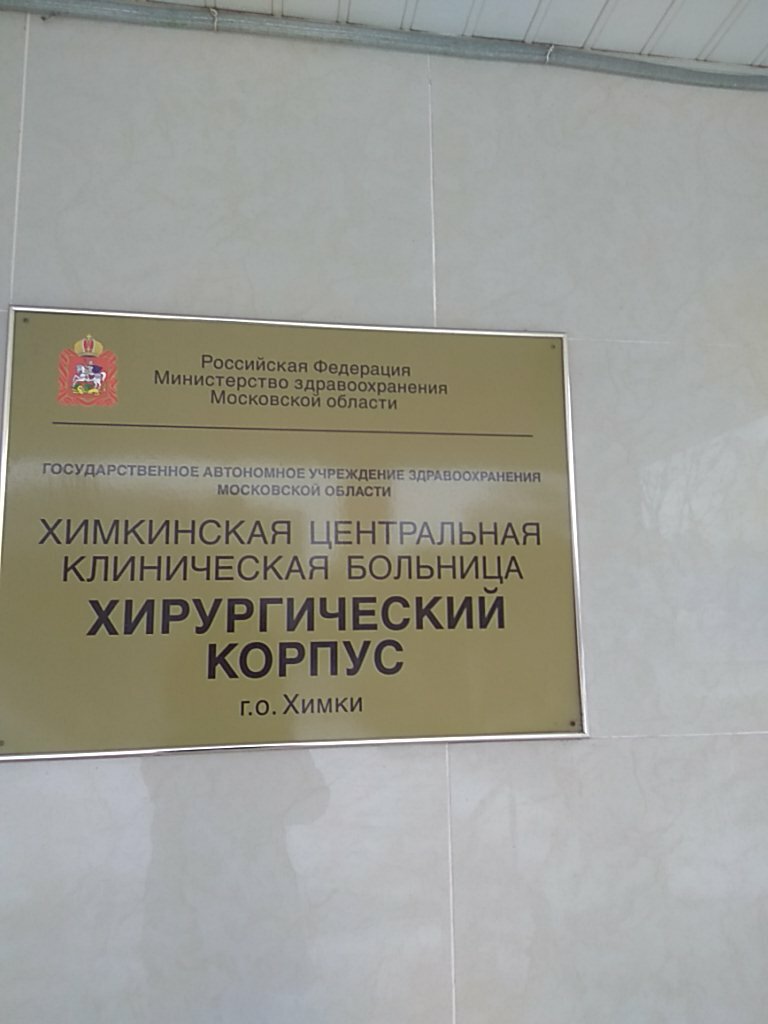 Российская Федерация
Министерство здравоохранения
Московской области
ГОСУДАРСТВЕННОЕ АВТОНОМНОЕ УЧРЕЖДЕНИЕ ЗДРАВООХРАНЕНИЯ
МОСКОВСКОЙ ОБЛАСТИ
ХИМКИНСКАЯ ЦЕНТРАЛЬНАЯ
КЛИНИЧЕСКАЯ БОЛЬНИЦА
ХИРУРГИЧЕСКИЙ
КОРПУС
г.о. Химки